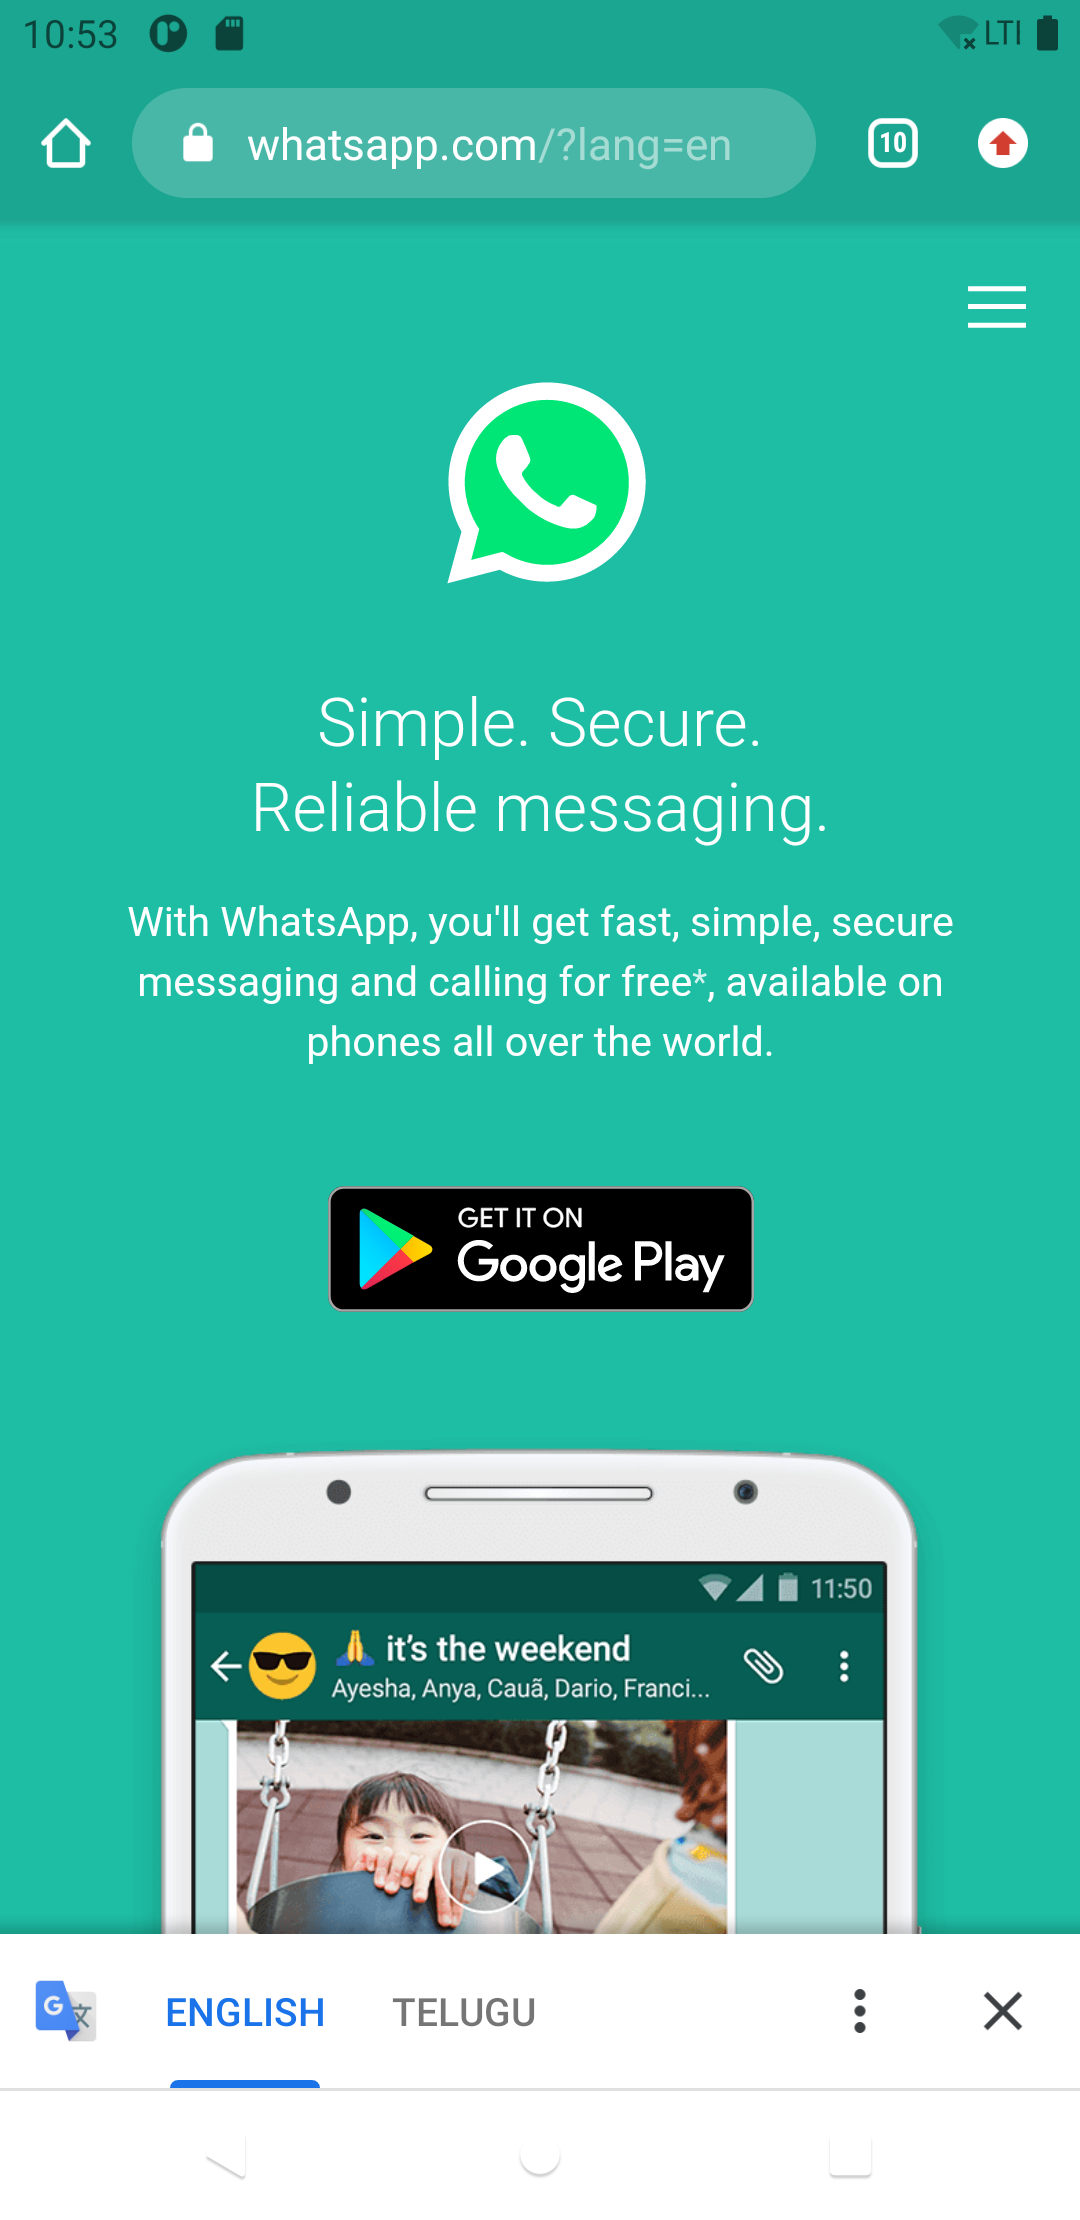 10:53 LTI
whatsapp.com/?lang=en 10
Simple. Secure.
Reliable messaging.
With WhatsApp, you'll get fast, simple, secure
messaging and calling for free*, available on
phones all over the world.
GET IT ON
Google Play
11:50
🙏 it’s the weekend
Ayesha, Anya, Cauã, Dario, Franci...
G 文 ENGLISH TELUGU